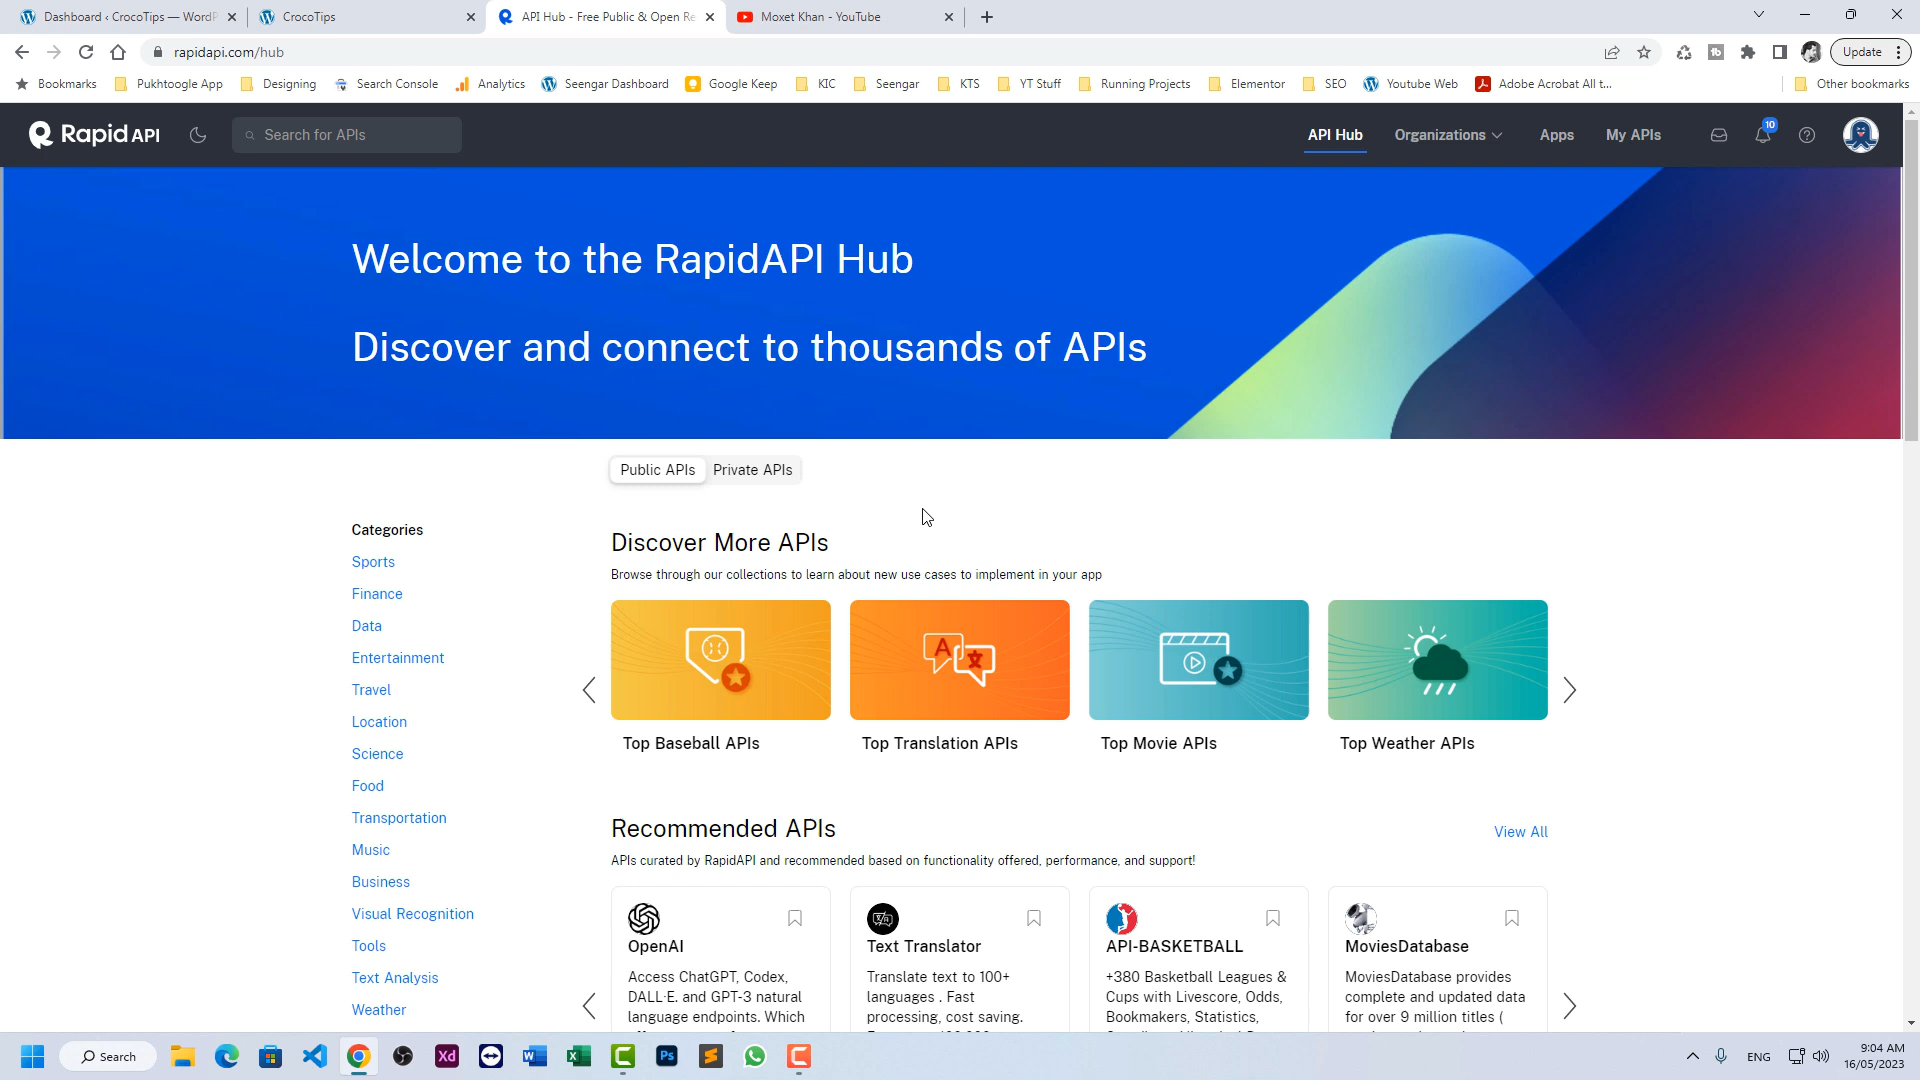 Dashboard ‹ CrocoTips — WordP
CrocoTips
API Hub - Free Public & Open Re
Moxet Khan - YouTube
rapidapi.com/hub
Update
Bookmarks
Pukhtoogle App
Designing
Search Console
Analytics
Seengar Dashboard
Google Keep
KIC
Seengar
KTS
YT Stuff
Running Projects
Elementor
SEO
Youtube Web
Adobe Acrobat All t...
Other bookmarks
Rapid API
Search for APIs
API Hub
Organizations
Apps
My APIs
10
Welcome to the RapidAPI Hub
Discover and connect to thousands of APIs
Public APIs
Private APIs
Categories
Sports
Finance
Data
Entertainment
Travel
Location
Science
Food
Transportation
Music
Business
Visual Recognition
Tools
Text Analysis
Weather
Discover More APIs
Browse through our collections to learn about new use cases to implement in your app
A 文
Top Baseball APIs
Top Translation APIs
Top Movie APIs
Top Weather APIs
Recommended APIs
View All
APIs curated by RapidAPI and recommended based on functionality offered, performance, and support!
OpenAI
Access ChatGPT, Codex,
DALL·E. and GPT-3 natural
language endpoints. Which
Text Translator
Translate text to 100+
languages . Fast
processing, cost saving.
API-BASKETBALL
+380 Basketball Leagues &
Cups with Livescore, Odds,
Bookmakers, Statistics,
MoviesDatabase
MoviesDatabase provides
complete and updated data
for over 9 million titles (
Search
Xd
Ps
ENG
9:04 AM
16/05/2023